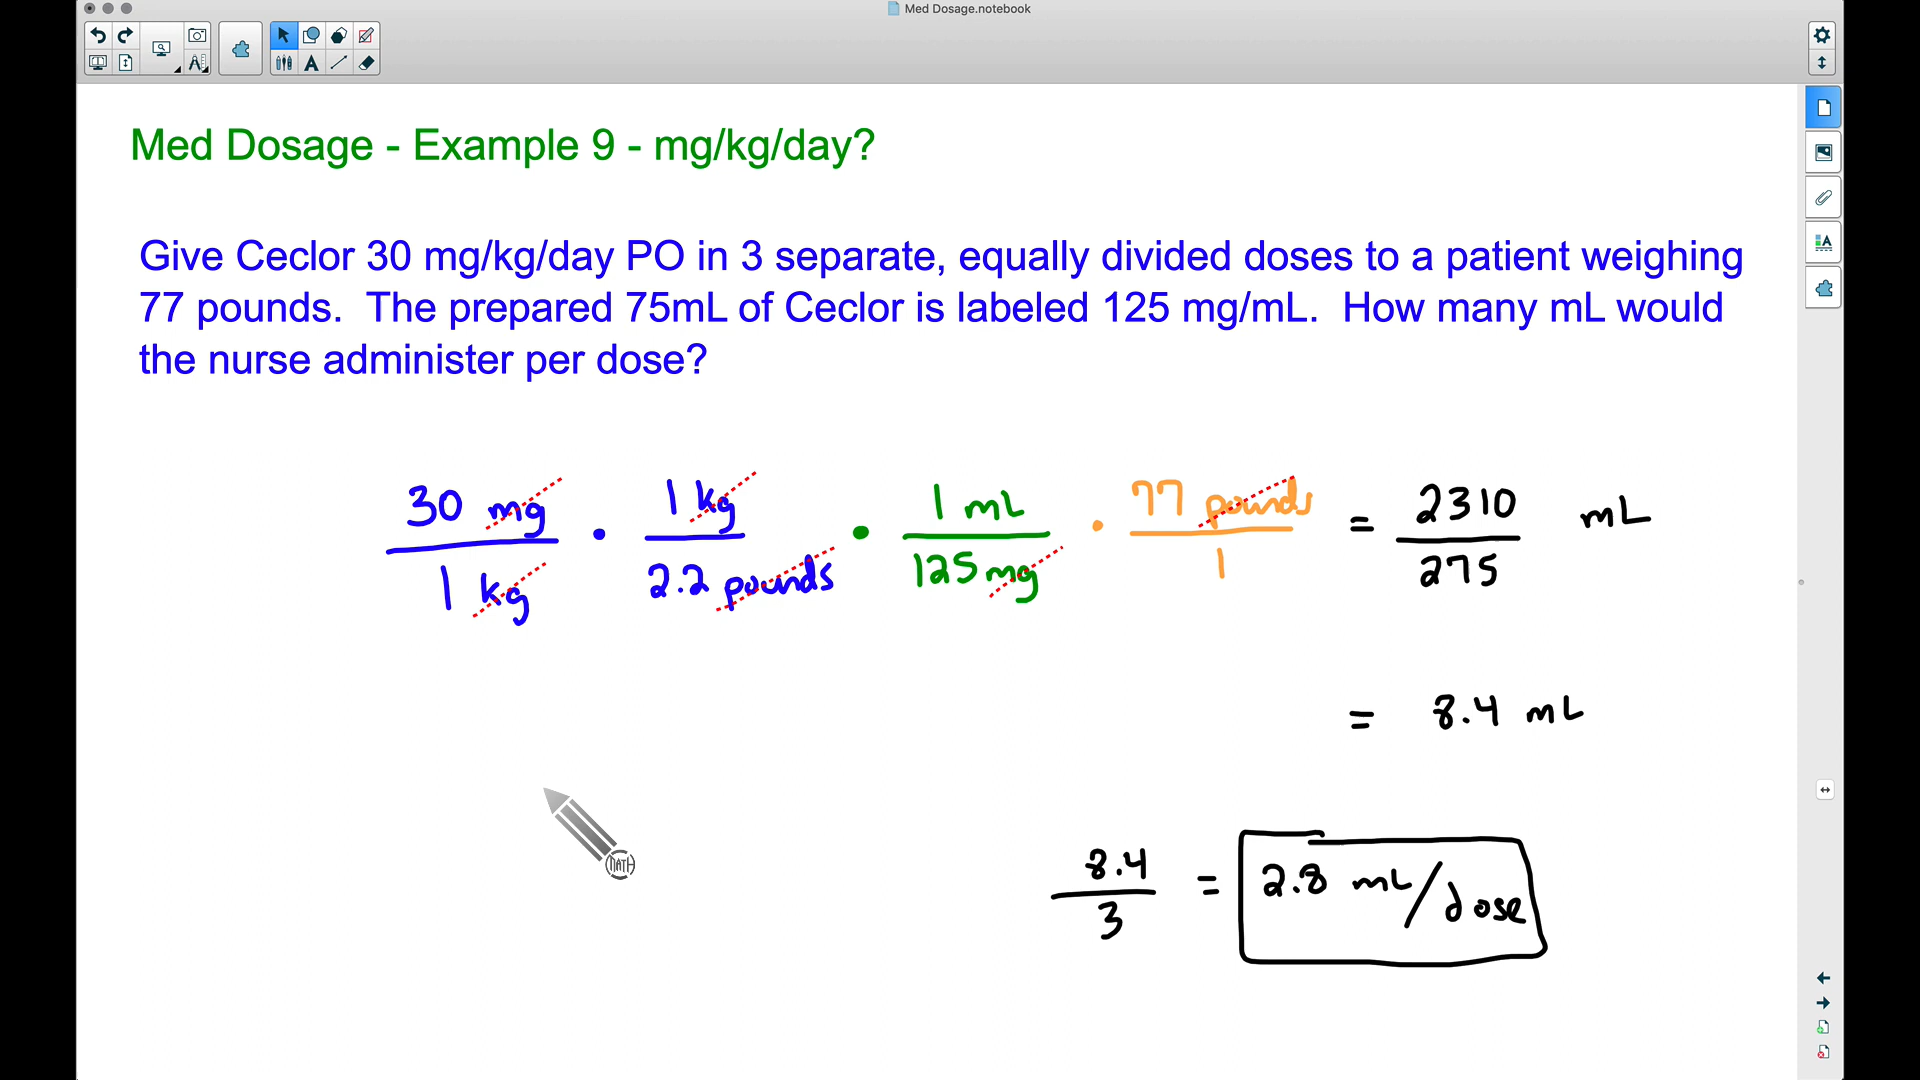 Med Dosage.notebook
Med Dosage - Example 9 - mg/kg/day?
Give Ceclor 30 mg/kg/day PO in 3 separate, equally divided doses to a patient weighing
77 pounds.  The prepared 75mL of Ceclor is labeled 125 mg/mL.  How many mL would
the nurse administer per dose?
30 mg / 1 kg · 1 kg / 2.2 pounds · 1 mL / 125 mg · 77 pounds / 1 = 2310 / 275 mL
= 8.4 mL
8.4 / 3 = 2.8 mL/dose
MATH